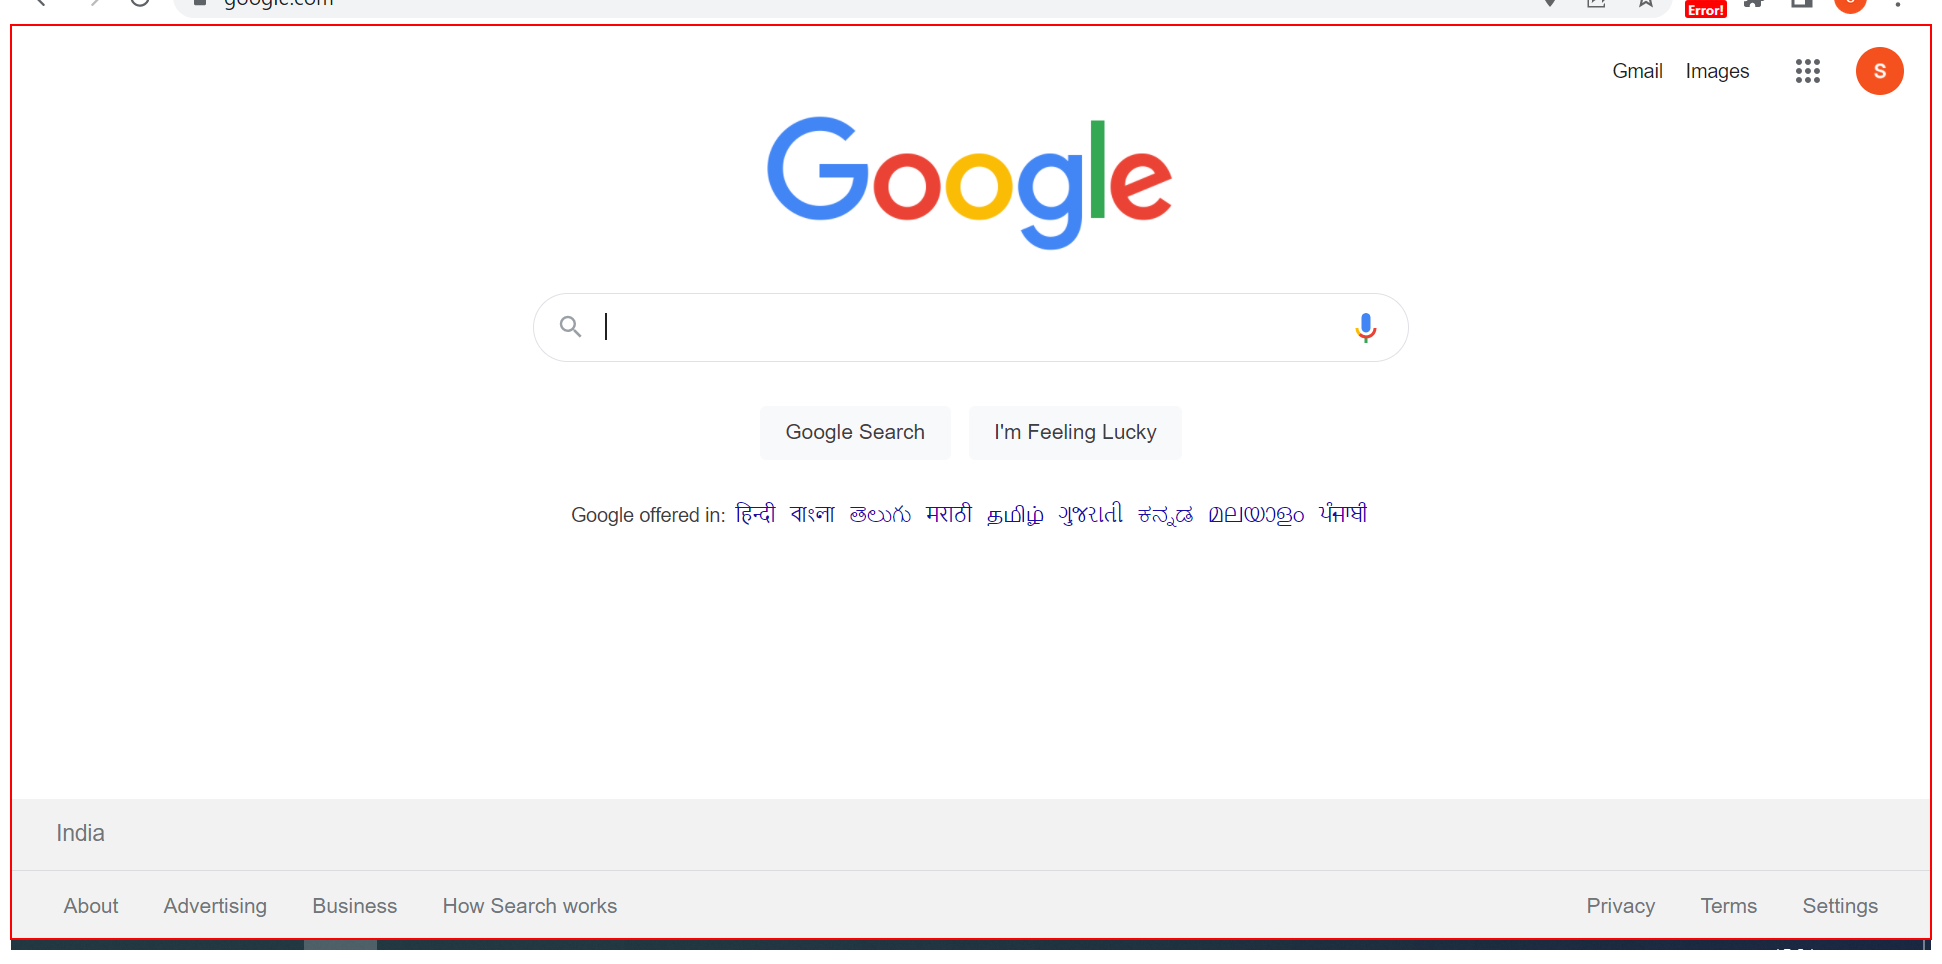 google.com
Error!
Gmail Images
S
Google
Google Search I'm Feeling Lucky
Google offered in: हिन्दी বাংলা తెలుగు मराठी தமிழ் ગુજરાતી ಕನ್ನಡ മലയാളം ਪੰਜਾਬੀ
India
About Advertising Business How Search works Privacy Terms Settings